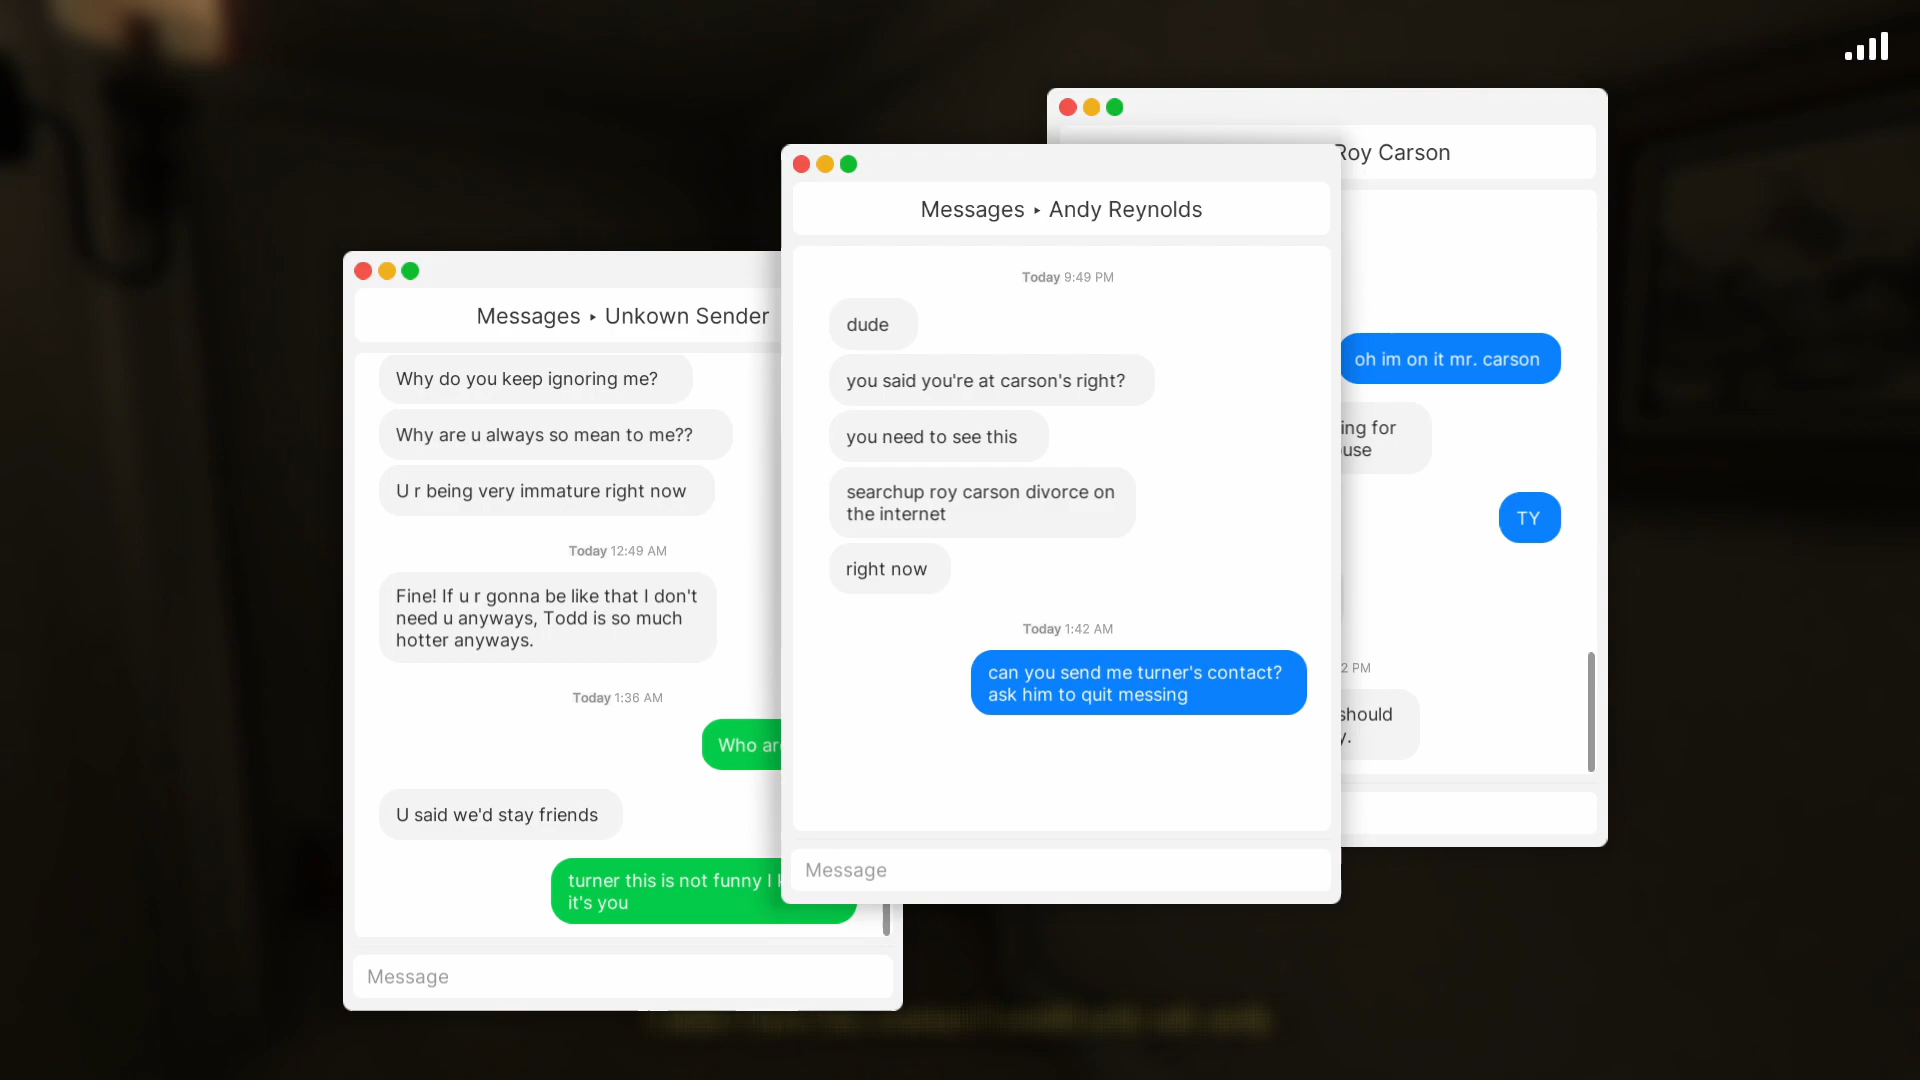 Messages ▸ Unkown Sender
Why do you keep ignoring me?
Why are u always so mean to me??
U r being very immature right now
Today 12:49 AM
Fine! If u r gonna be like that I don't
need u anyways, Todd is so much
hotter anyways.
Today 1:36 AM
Who
U said we'd stay friends
turner this is not funny I
it's you
Message
Messages ▸ Andy Reynolds
Today 9:49 PM
dude
you said you're at carson's right?
you need to see this
searchup roy carson divorce on
the internet
right now
Today 1:42 AM
can you send me turner's contact?
ask him to quit messing
Message
Roy Carson
oh im on it mr. carson
for
TY
PM
should